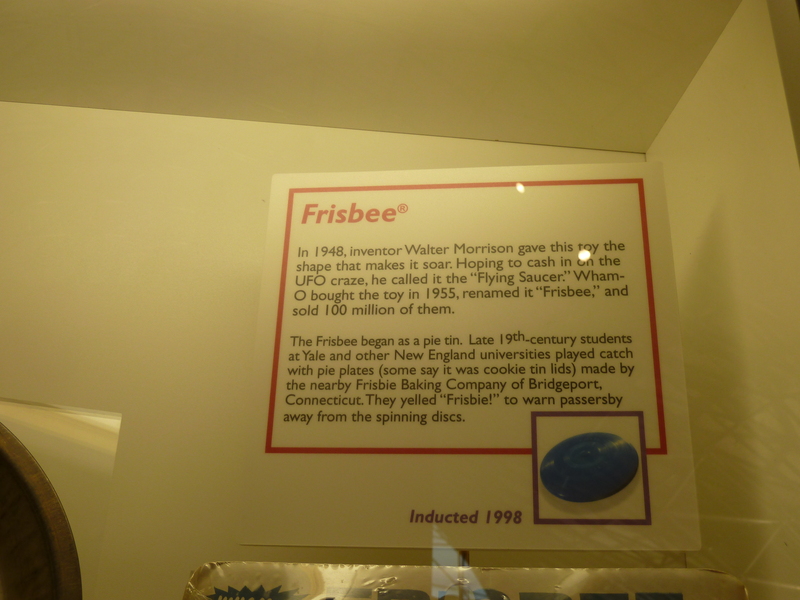 Frisbee®
In 1948, inventor Walter Morrison gave this toy the
shape that makes it soar. Hoping to cash in on the
UFO craze, he called it the “Flying Saucer.” Wham-
O bought the toy in 1955, renamed it “Frisbee,” and
sold 100 million of them.
The Frisbee began as a pie tin. Late 19th-century students
at Yale and other New England universities played catch
with pie plates (some say it was cookie tin lids) made by
the nearby Frisbie Baking Company of Bridgeport,
Connecticut. They yelled “Frisbie!” to warn passersby
away from the spinning discs.
Inducted 1998